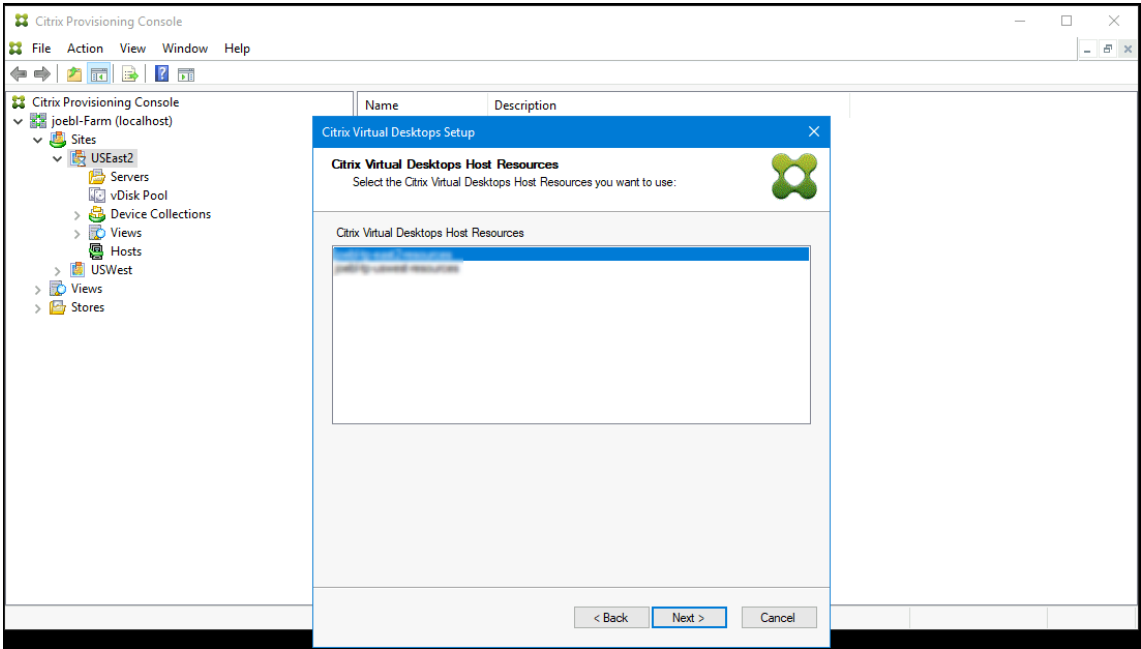 Citrix Provisioning Console
File Action View Window Help
Citrix Provisioning Console
joebl-Farm (localhost)
Sites
USEast2
Servers
vDisk Pool
Device Collections
Views
Hosts
USWest
Views
Stores
Name Description
Citrix Virtual Desktops Setup
Citrix Virtual Desktops Host Resources
Select the Citrix Virtual Desktops Host Resources you want to use:
Citrix Virtual Desktops Host Resources
< Back Next > Cancel